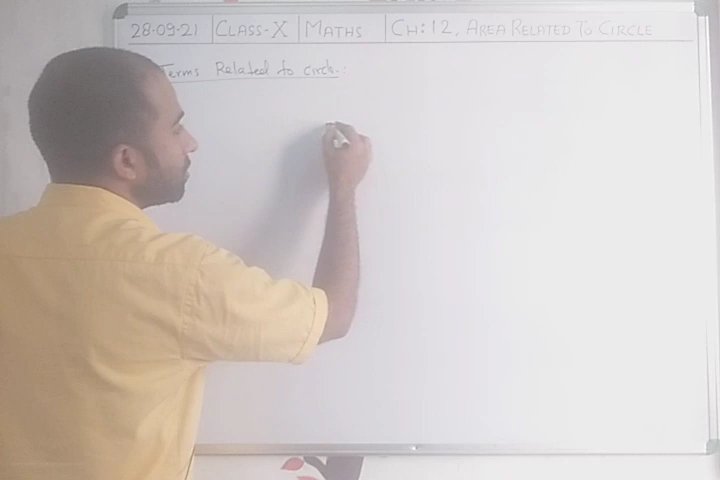 28-09-21 CLASS-X MATHS CH:12, AREA RELATED TO CIRCLE
Terms Related to circle: